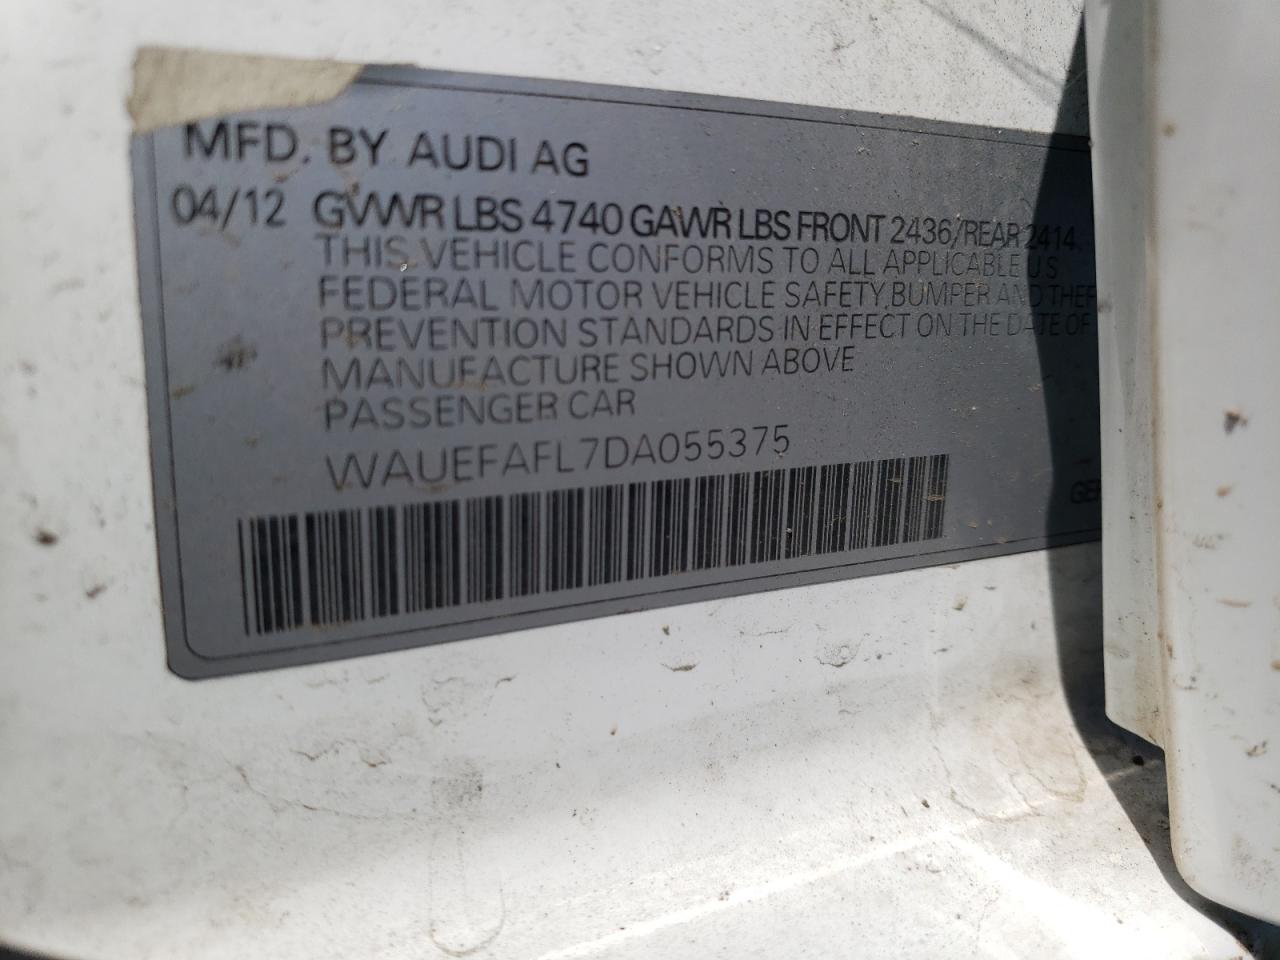 MFD. BY AUDI AG
04/12 GVWR LBS 4740 GAWR LBS FRONT 2436/REAR 2414
THIS VEHICLE CONFORMS TO ALL APPLICABLE U S
FEDERAL MOTOR VEHICLE SAFETY, BUMPER AND THEF
PREVENTION STANDARDS IN EFFECT ON THE DATE OF
MANUFACTURE SHOWN ABOVE
PASSENGER CAR
WAUEFAFL7DA055375